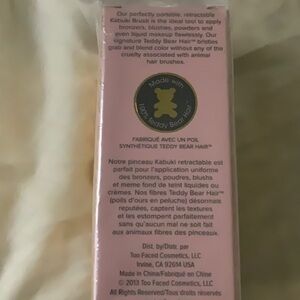 Our perfectly portable, retractable
Kabuki Brush is the ideal tool to apply
bronzers, blushes, powders and
even liquid makeup flawlessly. Our
signature Teddy Bear Hair™ bristles
grab and blend color without any of the
cruelty associated with animal
hair brushes.
Made with
100% Teddy Bear Hair™
FABRIQUÉ AVEC UN POIL
SYNTHÉTIQUE TEDDY BEAR HAIR™
Notre pinceau Kabuki retractable est
parfait pour l'application uniforme
des bronzers, poudres, blushs
et meme fond de teint liquides ou
crèmes. Nos fibres Teddy Bear Hair™
(poils d'ours en peluche) désormais
reputées, captent les textures
et les estompent parfaitement
sans qu'aucun mal ne soit fait
aux animaux fibres des pinceaux.
Dist. by/Distr. par
Too Faced Cosmetics, LLC
Irvine, CA 92614 USA
Made in China/Fabriqué en Chine
© 2013 Too Faced Cosmetics, LLC
All Rights Reserved/Tous droits réservés